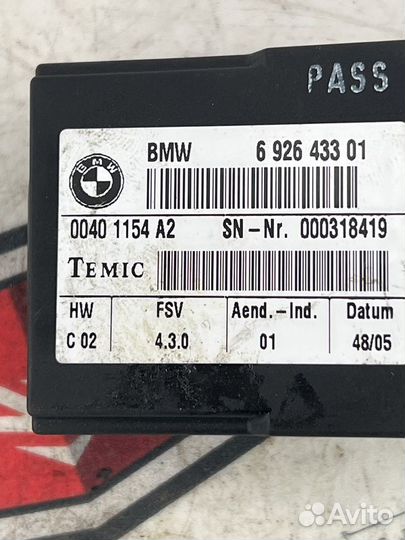 PASS
BMW
BMW 6 926 433 01
0040 1154 A2 SN-Nr. 000318419
TEMIC
HW FSV Aend.-Ind. Datum
C 02 4.3.0 01 48/05
Avito